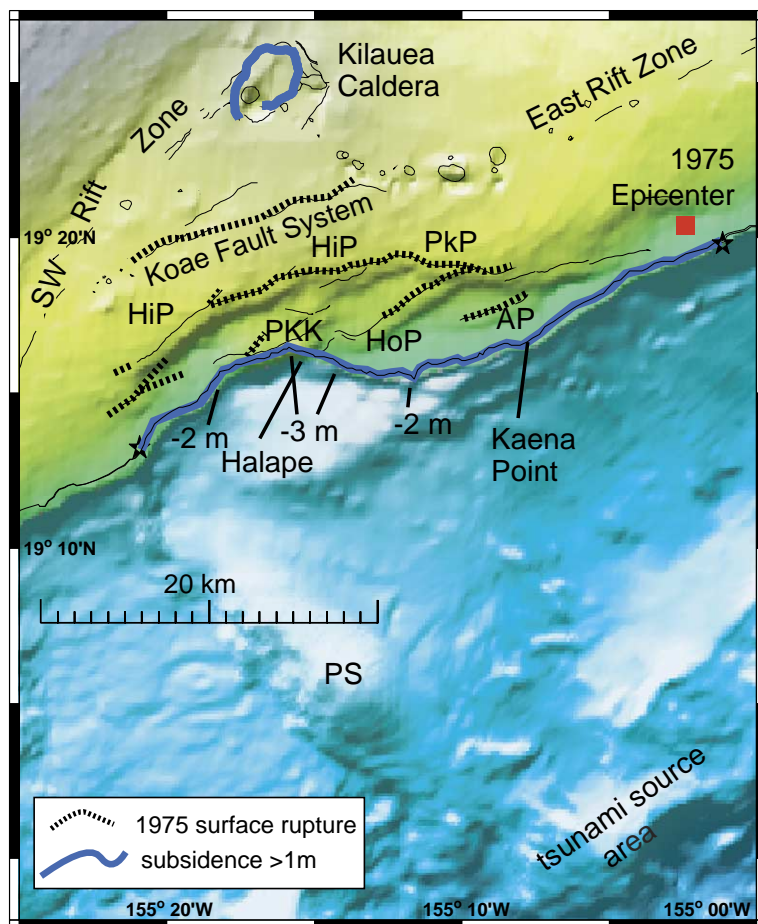 Kilauea
Caldera
East Rift Zone
SW Rift Zone
1975
Epicenter
19° 20'N
Koae Fault System
HiP
PkP
HiP
PKK
HoP
AP
-2 m
-3 m
-2 m
Halape
Kaena
Point
19° 10'N
20 km
PS
tsunami source
area
1975 surface rupture
subsidence >1m
155° 20'W
155° 10'W
155° 00'W